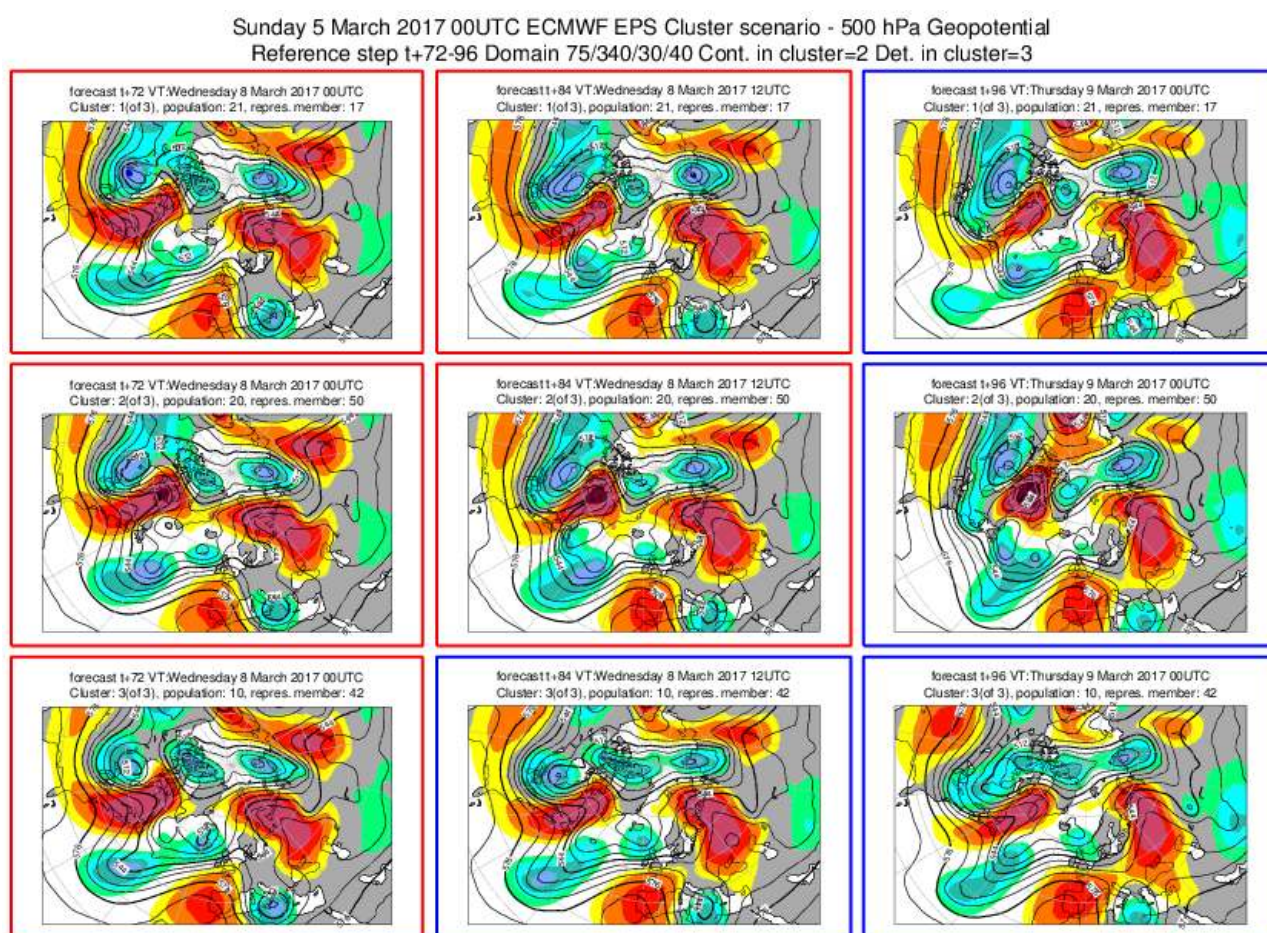 Sunday 5 March 2017 00UTC ECMWF EPS Cluster scenario - 500 hPa Geopotential
Reference step t+72-96 Domain 75/340/30/40 Cont. in cluster=2 Det. in cluster=3
forecast t+72 VT:Wednesday 8 March 2017 00UTC
Cluster: 1(of 3), population: 21, repres. member: 17
forecast t+84 VT:Wednesday 8 March 2017 12UTC
Cluster: 1(of 3), population: 21, repres. member: 17
forecast t+96 VT:Thursday 9 March 2017 00UTC
Cluster: 1(of 3), population: 21, repres. member: 17
forecast t+72 VT:Wednesday 8 March 2017 00UTC
Cluster: 2(of 3), population: 20, repres. member: 50
forecast t+84 VT:Wednesday 8 March 2017 12UTC
Cluster: 2(of 3), population: 20, repres. member: 50
forecast t+96 VT:Thursday 9 March 2017 00UTC
Cluster: 2(of 3), population: 20, repres. member: 50
forecast t+72 VT:Wednesday 8 March 2017 00UTC
Cluster: 3(of 3), population: 10, repres. member: 42
forecast t+84 VT:Wednesday 8 March 2017 12UTC
Cluster: 3(of 3), population: 10, repres. member: 42
forecast t+96 VT:Thursday 9 March 2017 00UTC
Cluster: 3(of 3), population: 10, repres. member: 42